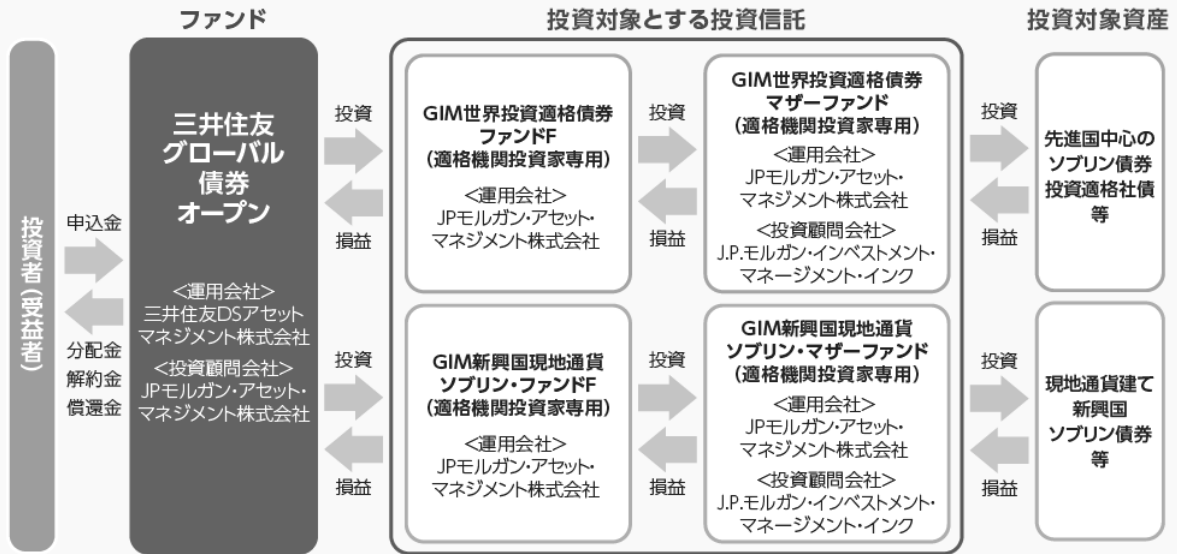 ファンド
投資対象とする投資信託
投資対象資産
投資者(受益者)
申込金
分配金
解約金
償還金
三井住友
グローバル
債券
オープン
<運用会社>
三井住友DSアセット
マネジメント株式会社
<投資顧問会社>
JPモルガン・アセット・
マネジメント株式会社
投資
損益
GIM世界投資適格債券
ファンドF
(適格機関投資家専用)
<運用会社>
JPモルガン・アセット・
マネジメント株式会社
投資
損益
GIM世界投資適格債券
マザーファンド
(適格機関投資家専用)
<運用会社>
JPモルガン・アセット・
マネジメント株式会社
<投資顧問会社>
J.P.モルガン・インベストメント・
マネージメント・インク
投資
損益
先進国中心の
ソブリン債券
投資適格社債
等
投資
損益
GIM新興国現地通貨
ソブリン・ファンドF
(適格機関投資家専用)
<運用会社>
JPモルガン・アセット・
マネジメント株式会社
投資
損益
GIM新興国現地通貨
ソブリン・マザーファンド
(適格機関投資家専用)
<運用会社>
JPモルガン・アセット・
マネジメント株式会社
<投資顧問会社>
J.P.モルガン・インベストメント・
マネージメント・インク
投資
損益
現地通貨建て
新興国
ソブリン債券
等